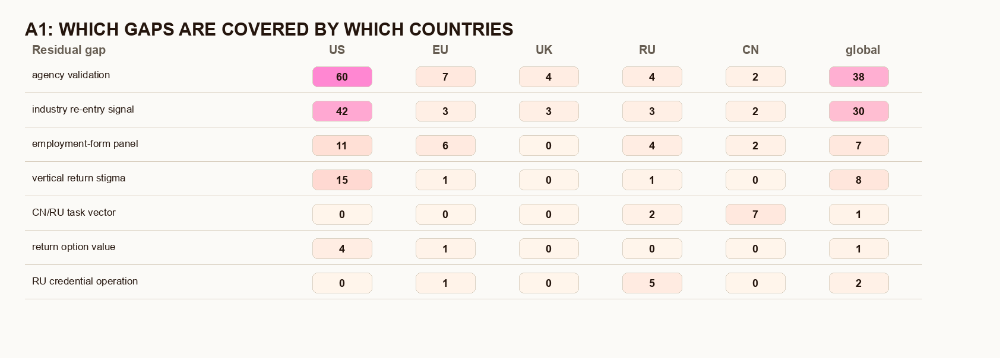 A1: WHICH GAPS ARE COVERED BY WHICH COUNTRIES
Residual gap US EU UK RU CN global
agency validation 60 7 4 4 2 38
industry re-entry signal 42 3 3 3 2 30
employment-form panel 11 6 0 4 2 7
vertical return stigma 15 1 0 1 0 8
CN/RU task vector 0 0 0 2 7 1
return option value 4 1 0 0 0 1
RU credential operation 0 1 0 5 0 2